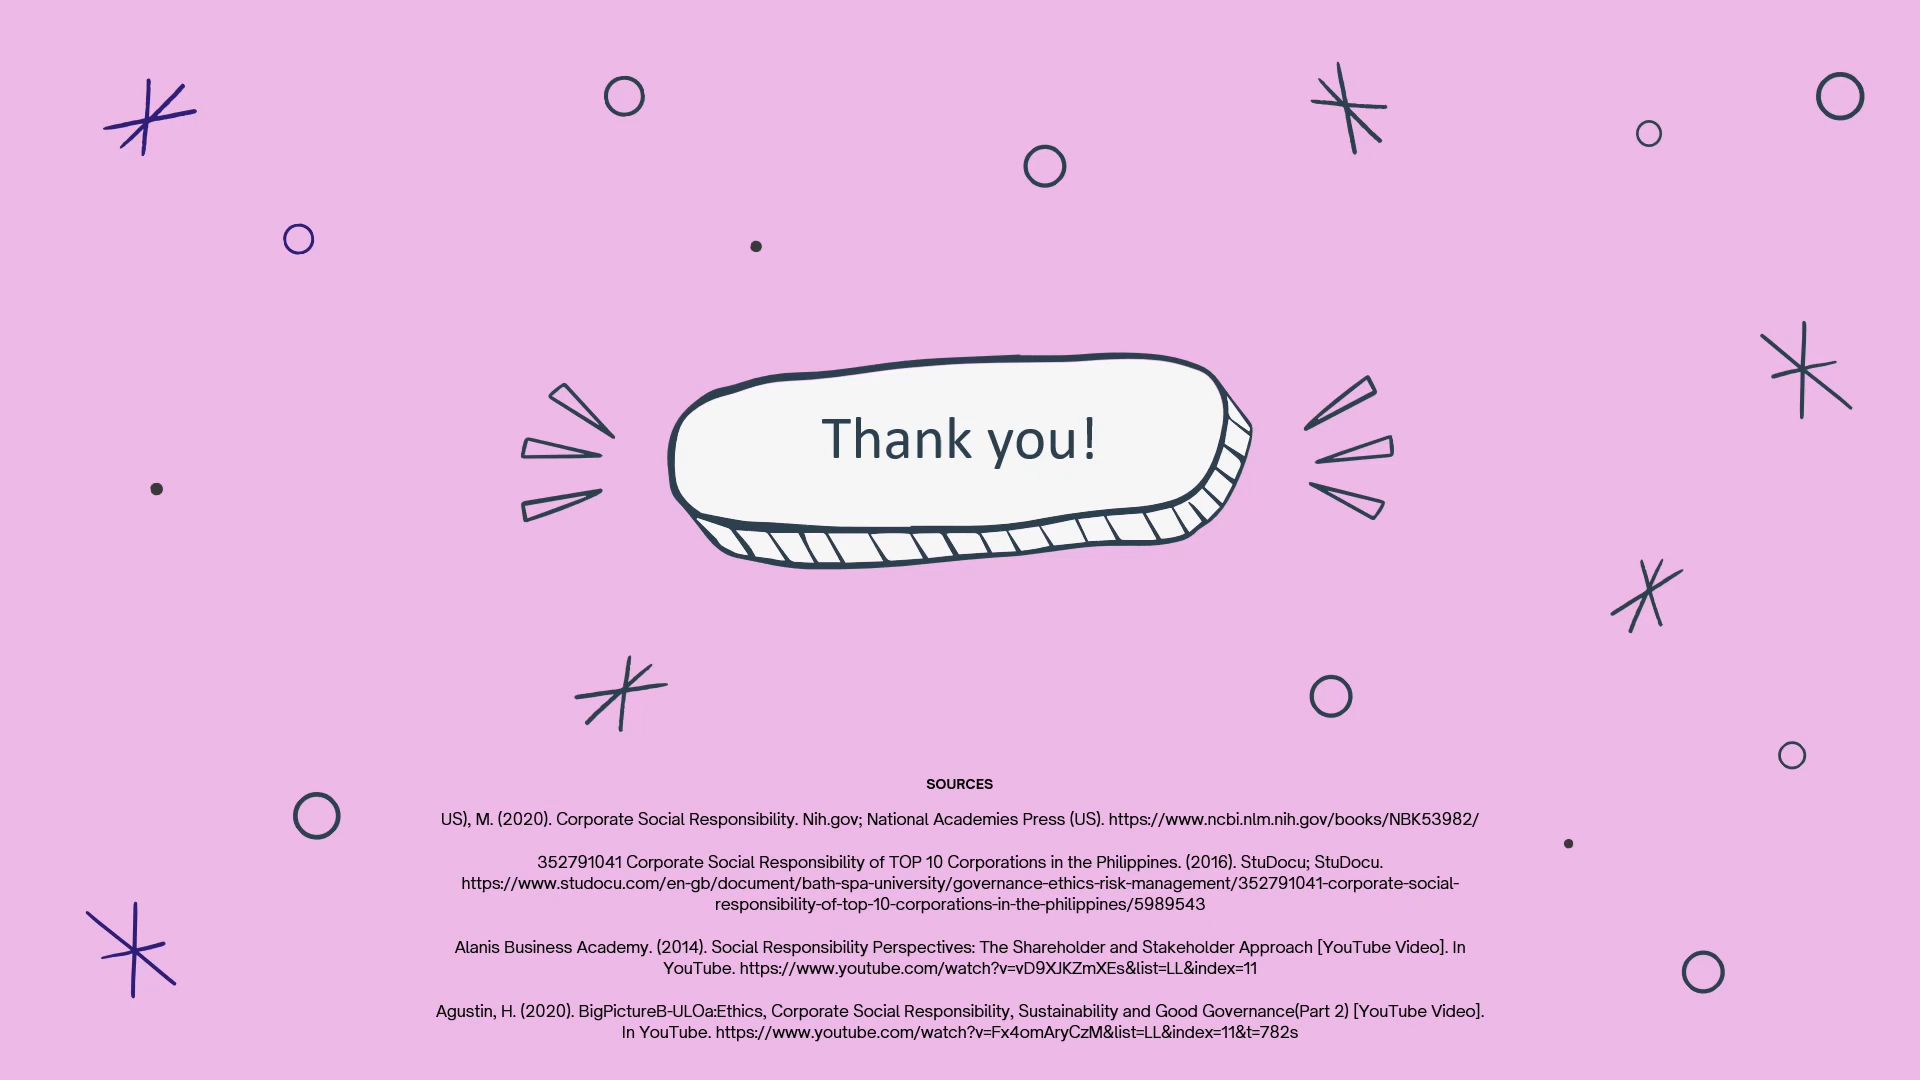 Thank you!
SOURCES
US), M. (2020). Corporate Social Responsibility. Nih.gov; National Academies Press (US). https://www.ncbi.nlm.nih.gov/books/NBK53982/
352791041 Corporate Social Responsibility of TOP 10 Corporations in the Philippines. (2016). StuDocu; StuDocu.
https://www.studocu.com/en-gb/document/bath-spa-university/governance-ethics-risk-management/352791041-corporate-social-
responsibility-of-top-10-corporations-in-the-philippines/5989543
Alanis Business Academy. (2014). Social Responsibility Perspectives: The Shareholder and Stakeholder Approach [YouTube Video]. In
YouTube. https://www.youtube.com/watch?v=vD9XJKZmXEs&list=LL&index=11
Agustin, H. (2020). BigPictureB-ULOa:Ethics, Corporate Social Responsibility, Sustainability and Good Governance(Part 2) [YouTube Video].
In YouTube. https://www.youtube.com/watch?v=Fx4omAryCzM&list=LL&index=11&t=782s